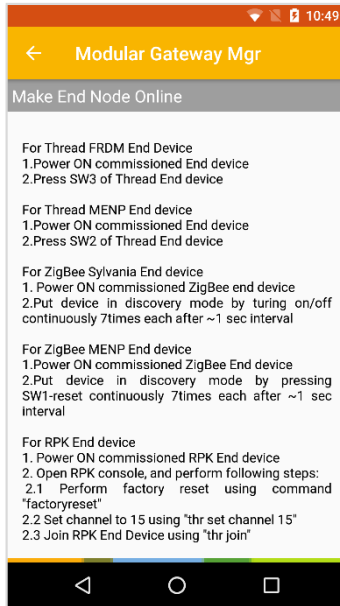 10:49
Modular Gateway Mgr
Make End Node Online
For Thread FRDM End Device
1.Power ON commissioned End device
2.Press SW3 of Thread End device
For Thread MENP End device
1.Power ON commissioned End device
2.Press SW2 of Thread End device
For ZigBee Sylvania End device
1. Power ON commissioned ZigBee end device
2.Put device in discovery mode by turing on/off
continuously 7times each after ~1 sec interval
For ZigBee MENP End device
1.Power ON commissioned ZigBee End device
2.Put device in discovery mode by pressing
SW1-reset continuously 7times each after ~1 sec
interval
For RPK End device
1. Power ON commissioned RPK End device
2. Open RPK console, and perform following steps:
2.1 Perform factory reset using command
"factoryreset"
2.2 Set channel to 15 using "thr set channel 15"
2.3 Join RPK End Device using "thr join"